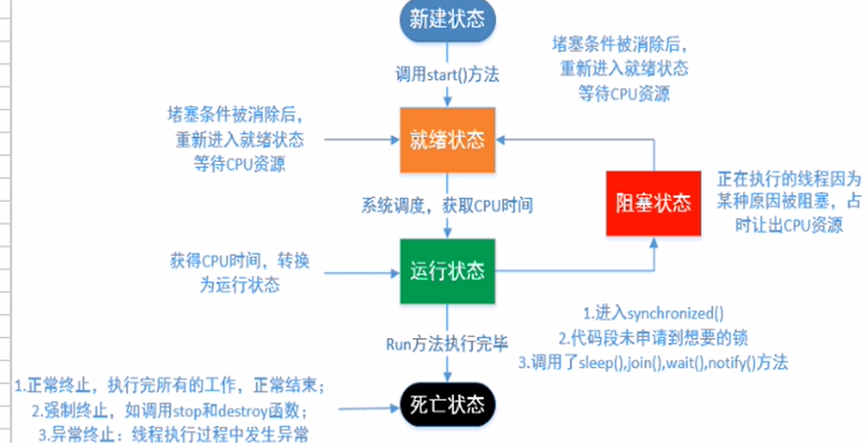 新建状态
调用start()方法
堵塞条件被消除后，
重新进入就绪状态
等待CPU资源
堵塞条件被消除后，
重新进入就绪状态
等待CPU资源
就绪状态
系统调度，获取CPU时间
阻塞状态
正在执行的线程因为
某种原因被阻塞，占
时让出CPU资源
获得CPU时间，转换
为运行状态
运行状态
1.进入synchronized()
2.代码段未申请到想要的锁
3.调用了sleep(),join(),wait(),notify()方法
Run方法执行完毕
1.正常终止，执行完所有的工作，正常结束；
2.强制终止，如调用stop和destroy函数；
3.异常终止：线程执行过程中发生异常
死亡状态